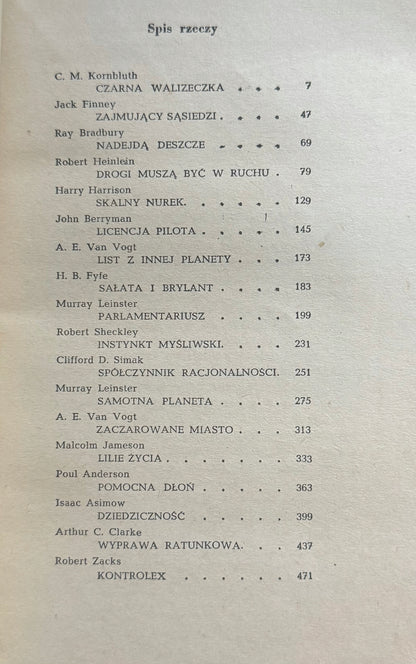 Spis rzeczy
C. M. Kornbluth
CZARNA WALIZECZKA . . . 7
Jack Finney
ZAJMUJĄCY SĄSIEDZI . . . 47
Ray Bradbury
NADEJDĄ DESZCZE . . . . 69
Robert Heinlein
DROGI MUSZĄ BYĆ W RUCHU . 79
Harry Harrison
SKALNY NUREK. . . . . . 129
John Berryman
LICENCJA PILOTA . . . . . 145
A. E. Van Vogt
LIST Z INNEJ PLANETY . . . 173
H. B. Fyfe
SAŁATA I BRYLANT . . . . 183
Murray Leinster
PARLAMENTARIUSZ . . . . 199
Robert Sheckley
INSTYNKT MYŚLIWSKI. . . . 231
Clifford D. Simak
SPÓŁCZYNNIK RACJONALNOŚCI. 251
Murray Leinster
SAMOTNA PLANETA . . . . 275
A. E. Van Vogt
ZACZAROWANE MIASTO . . . 313
Malcolm Jameson
LILIE ŻYCIA . . . . . . . 333
Poul Anderson
POMOCNA DŁOŃ . . . . . 363
Isaac Asimow
DZIEDZICZNOŚĆ . . . . . 399
Arthur C. Clarke
WYPRAWA RATUNKOWA. . . 437
Robert Zacks
KONTROLEX . . . . . . 471